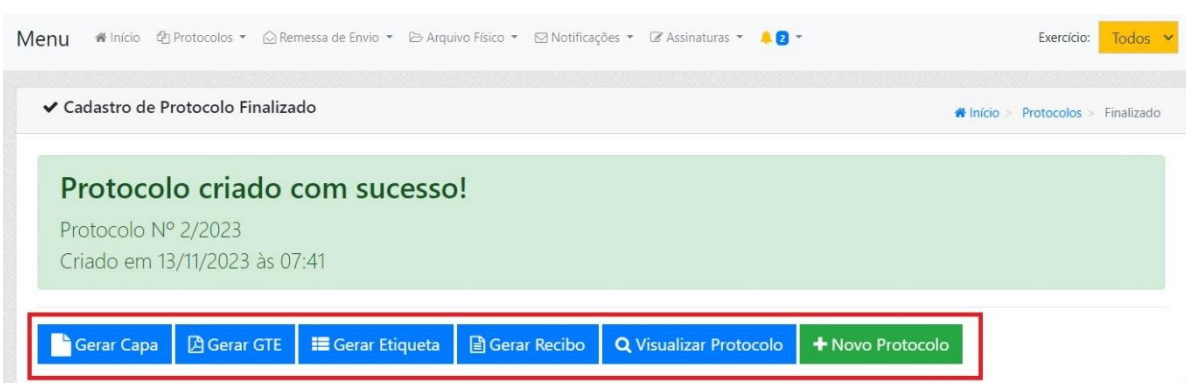 Menu Início Protocolos Remessa de Envio Arquivo Físico Notificações Assinaturas 2 Exercício: Todos
Cadastro de Protocolo Finalizado Início > Protocolos > Finalizado
Protocolo criado com sucesso!
Protocolo Nº 2/2023
Criado em 13/11/2023 às 07:41
Gerar Capa Gerar GTE Gerar Etiqueta Gerar Recibo Visualizar Protocolo + Novo Protocolo